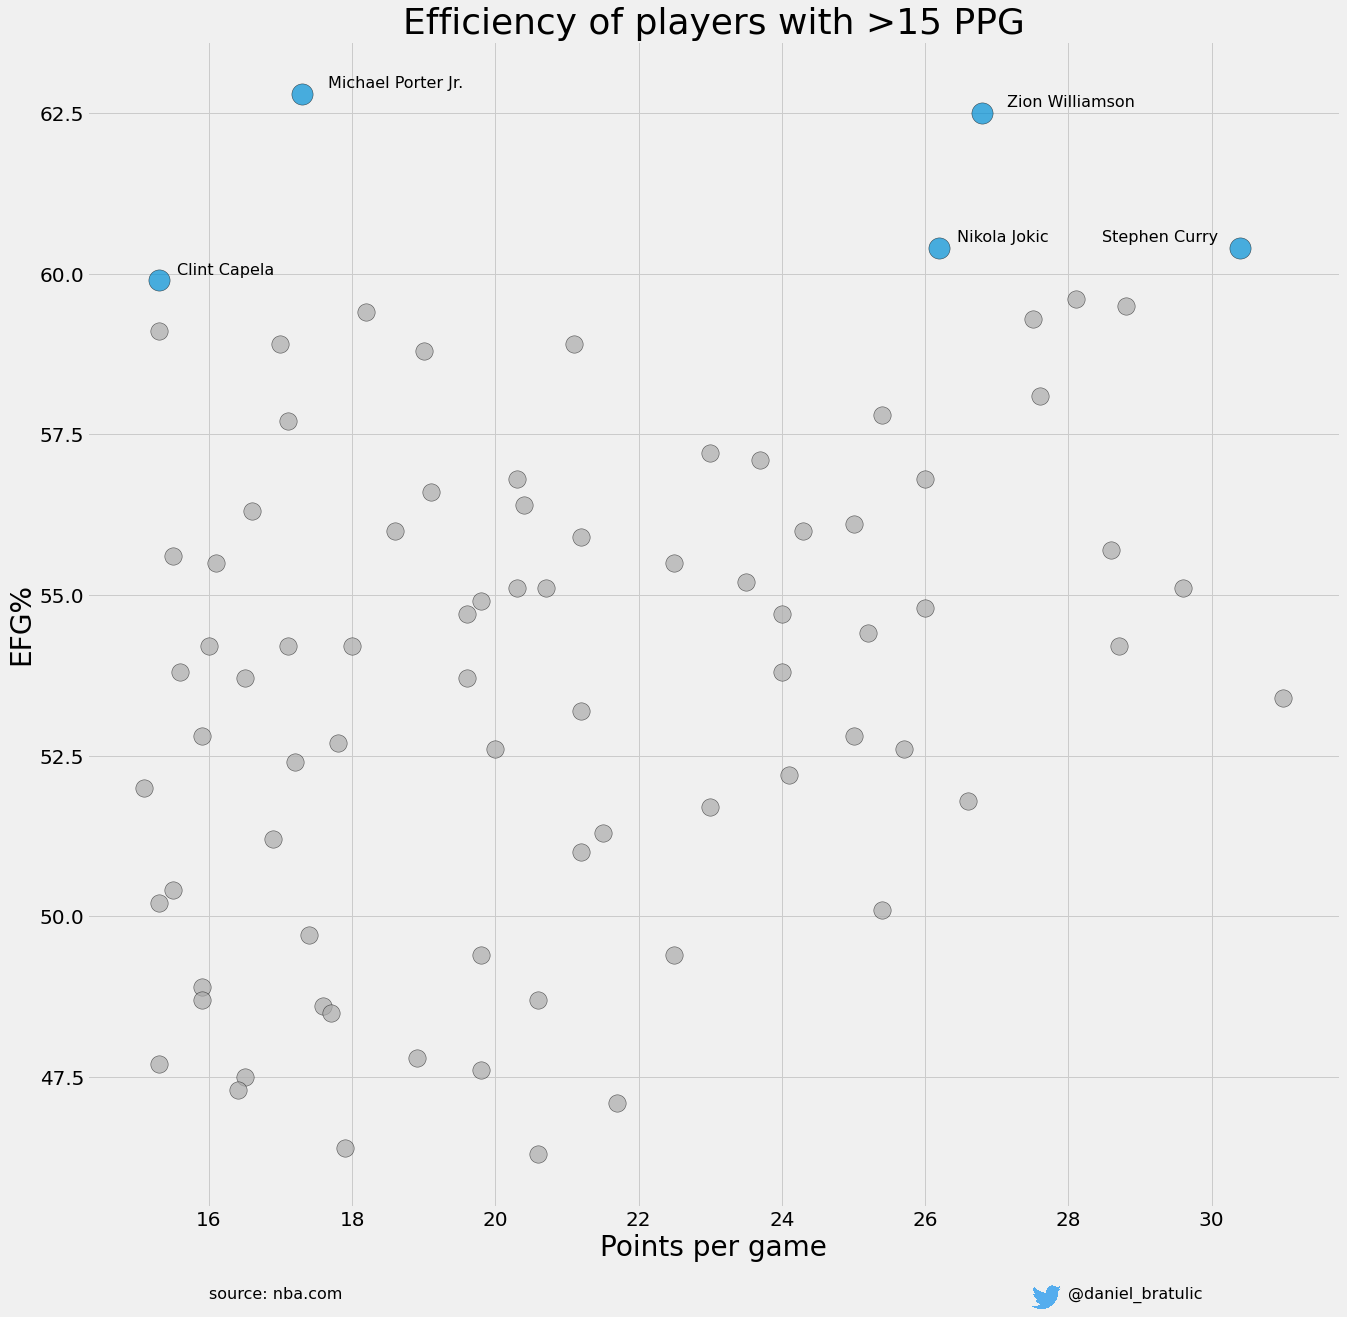 Efficiency of players with >15 PPG
Michael Porter Jr.
Zion Williamson
62.5
Nikola Jokic
Stephen Curry
Clint Capela
60.0
57.5
55.0
EFG%
52.5
50.0
47.5
16 18 20 22 24 26 28 30
Points per game
source: nba.com
@daniel_bratulic